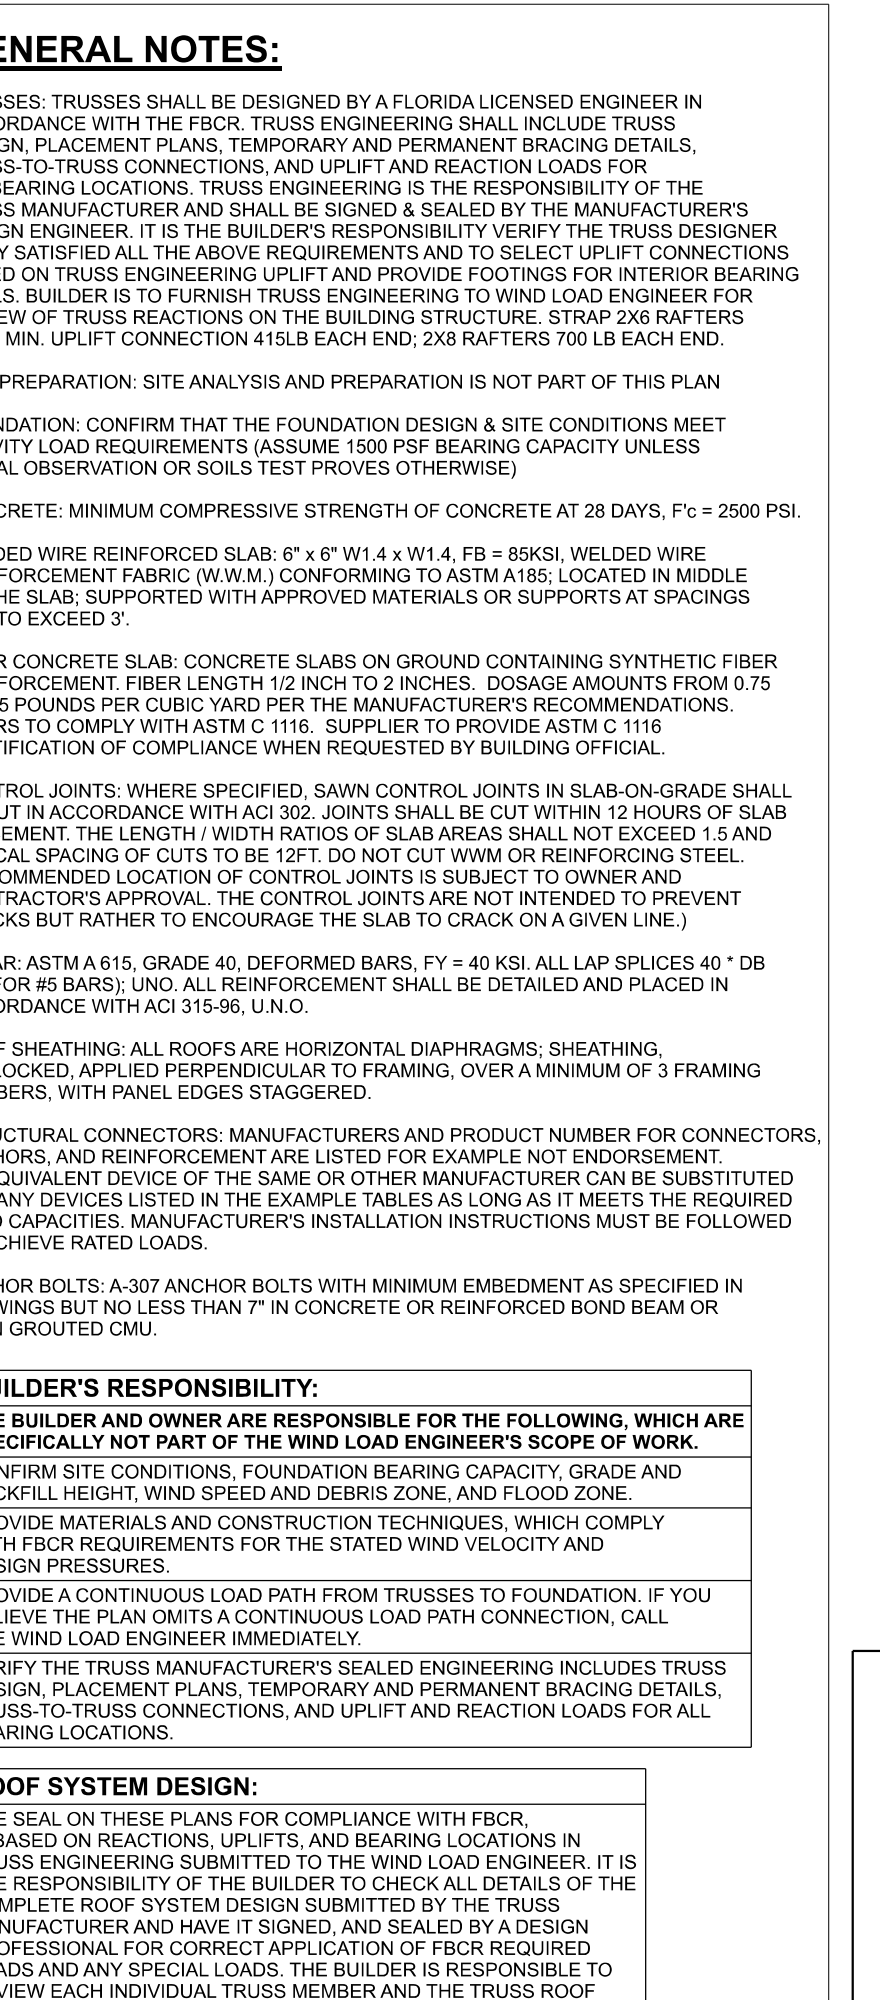 ENERAL NOTES:
SSES: TRUSSES SHALL BE DESIGNED BY A FLORIDA LICENSED ENGINEER IN
ORDANCE WITH THE FBCR. TRUSS ENGINEERING SHALL INCLUDE TRUSS
GN, PLACEMENT PLANS, TEMPORARY AND PERMANENT BRACING DETAILS,
SS-TO-TRUSS CONNECTIONS, AND UPLIFT AND REACTION LOADS FOR
BEARING LOCATIONS. TRUSS ENGINEERING IS THE RESPONSIBILITY OF THE
SS MANUFACTURER AND SHALL BE SIGNED & SEALED BY THE MANUFACTURER'S
GN ENGINEER. IT IS THE BUILDER'S RESPONSIBILITY VERIFY THE TRUSS DESIGNER
Y SATISFIED ALL THE ABOVE REQUIREMENTS AND TO SELECT UPLIFT CONNECTIONS
ED ON TRUSS ENGINEERING UPLIFT AND PROVIDE FOOTINGS FOR INTERIOR BEARING
LS. BUILDER IS TO FURNISH TRUSS ENGINEERING TO WIND LOAD ENGINEER FOR
EW OF TRUSS REACTIONS ON THE BUILDING STRUCTURE. STRAP 2X6 RAFTERS
MIN. UPLIFT CONNECTION 415LB EACH END; 2X8 RAFTERS 700 LB EACH END.
PREPARATION: SITE ANALYSIS AND PREPARATION IS NOT PART OF THIS PLAN
NDATION: CONFIRM THAT THE FOUNDATION DESIGN & SITE CONDITIONS MEET
VITY LOAD REQUIREMENTS (ASSUME 1500 PSF BEARING CAPACITY UNLESS
AL OBSERVATION OR SOILS TEST PROVES OTHERWISE)
CRETE: MINIMUM COMPRESSIVE STRENGTH OF CONCRETE AT 28 DAYS, F'c = 2500 PSI.
DED WIRE REINFORCED SLAB: 6" x 6" W1.4 x W1.4, FB = 85KSI, WELDED WIRE
FORCEMENT FABRIC (W.W.M.) CONFORMING TO ASTM A185; LOCATED IN MIDDLE
HE SLAB; SUPPORTED WITH APPROVED MATERIALS OR SUPPORTS AT SPACINGS
TO EXCEED 3'.
R CONCRETE SLAB: CONCRETE SLABS ON GROUND CONTAINING SYNTHETIC FIBER
FORCEMENT. FIBER LENGTH 1/2 INCH TO 2 INCHES. DOSAGE AMOUNTS FROM 0.75
5 POUNDS PER CUBIC YARD PER THE MANUFACTURER'S RECOMMENDATIONS.
RS TO COMPLY WITH ASTM C 1116. SUPPLIER TO PROVIDE ASTM C 1116
TIFICATION OF COMPLIANCE WHEN REQUESTED BY BUILDING OFFICIAL.
TROL JOINTS: WHERE SPECIFIED, SAWN CONTROL JOINTS IN SLAB-ON-GRADE SHALL
UT IN ACCORDANCE WITH ACI 302. JOINTS SHALL BE CUT WITHIN 12 HOURS OF SLAB
EMENT. THE LENGTH / WIDTH RATIOS OF SLAB AREAS SHALL NOT EXCEED 1.5 AND
CAL SPACING OF CUTS TO BE 12FT. DO NOT CUT WWM OR REINFORCING STEEL.
OMMENDED LOCATION OF CONTROL JOINTS IS SUBJECT TO OWNER AND
TRACTOR'S APPROVAL. THE CONTROL JOINTS ARE NOT INTENDED TO PREVENT
CKS BUT RATHER TO ENCOURAGE THE SLAB TO CRACK ON A GIVEN LINE.)
AR: ASTM A 615, GRADE 40, DEFORMED BARS, FY = 40 KSI. ALL LAP SPLICES 40 * DB
FOR #5 BARS); UNO. ALL REINFORCEMENT SHALL BE DETAILED AND PLACED IN
ORDANCE WITH ACI 315-96, U.N.O.
F SHEATHING: ALL ROOFS ARE HORIZONTAL DIAPHRAGMS; SHEATHING,
LOCKED, APPLIED PERPENDICULAR TO FRAMING, OVER A MINIMUM OF 3 FRAMING
BERS, WITH PANEL EDGES STAGGERED.
UCTURAL CONNECTORS: MANUFACTURERS AND PRODUCT NUMBER FOR CONNECTORS,
HORS, AND REINFORCEMENT ARE LISTED FOR EXAMPLE NOT ENDORSEMENT.
QUIVALENT DEVICE OF THE SAME OR OTHER MANUFACTURER CAN BE SUBSTITUTED
ANY DEVICES LISTED IN THE EXAMPLE TABLES AS LONG AS IT MEETS THE REQUIRED
D CAPACITIES. MANUFACTURER'S INSTALLATION INSTRUCTIONS MUST BE FOLLOWED
CHIEVE RATED LOADS.
HOR BOLTS: A-307 ANCHOR BOLTS WITH MINIMUM EMBEDMENT AS SPECIFIED IN
WINGS BUT NO LESS THAN 7" IN CONCRETE OR REINFORCED BOND BEAM OR
N GROUTED CMU.
UILDER'S RESPONSIBILITY:
E BUILDER AND OWNER ARE RESPONSIBLE FOR THE FOLLOWING, WHICH ARE
ECIFICALLY NOT PART OF THE WIND LOAD ENGINEER'S SCOPE OF WORK.
NFIRM SITE CONDITIONS, FOUNDATION BEARING CAPACITY, GRADE AND
CKFILL HEIGHT, WIND SPEED AND DEBRIS ZONE, AND FLOOD ZONE.
OVIDE MATERIALS AND CONSTRUCTION TECHNIQUES, WHICH COMPLY
TH FBCR REQUIREMENTS FOR THE STATED WIND VELOCITY AND
SIGN PRESSURES.
OVIDE A CONTINUOUS LOAD PATH FROM TRUSSES TO FOUNDATION. IF YOU
LIEVE THE PLAN OMITS A CONTINUOUS LOAD PATH CONNECTION, CALL
E WIND LOAD ENGINEER IMMEDIATELY.
RIFY THE TRUSS MANUFACTURER'S SEALED ENGINEERING INCLUDES TRUSS
SIGN, PLACEMENT PLANS, TEMPORARY AND PERMANENT BRACING DETAILS,
USS-TO-TRUSS CONNECTIONS, AND UPLIFT AND REACTION LOADS FOR ALL
ARING LOCATIONS.
OOF SYSTEM DESIGN:
E SEAL ON THESE PLANS FOR COMPLIANCE WITH FBCR,
BASED ON REACTIONS, UPLIFTS, AND BEARING LOCATIONS IN
USS ENGINEERING SUBMITTED TO THE WIND LOAD ENGINEER. IT IS
E RESPONSIBILITY OF THE BUILDER TO CHECK ALL DETAILS OF THE
MPLETE ROOF SYSTEM DESIGN SUBMITTED BY THE TRUSS
NUFACTURER AND HAVE IT SIGNED, AND SEALED BY A DESIGN
OFESSIONAL FOR CORRECT APPLICATION OF FBCR REQUIRED
ADS AND ANY SPECIAL LOADS. THE BUILDER IS RESPONSIBLE TO
VIEW EACH INDIVIDUAL TRUSS MEMBER AND THE TRUSS ROOF